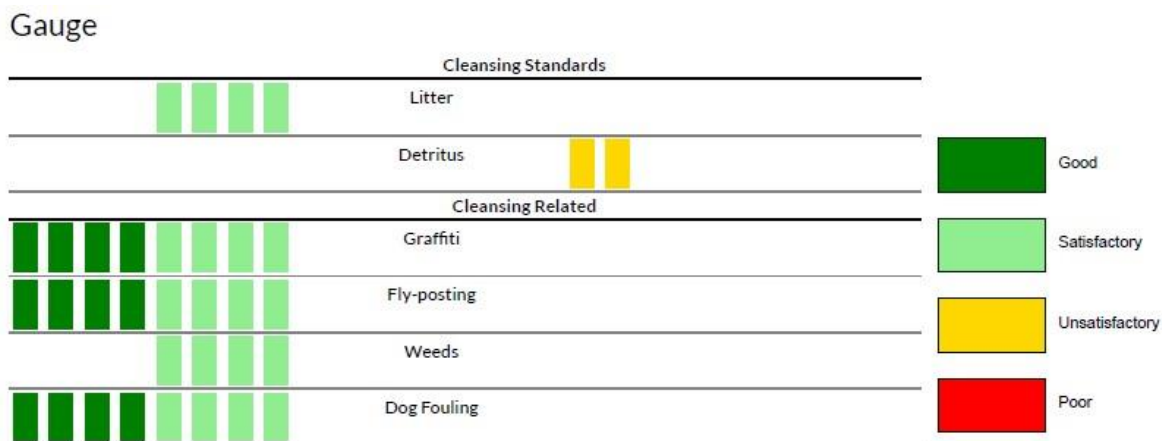 Gauge
Cleansing Standards
Litter
Detritus
Cleansing Related
Graffiti
Fly-posting
Weeds
Dog Fouling
Good
Satisfactory
Unsatisfactory
Poor